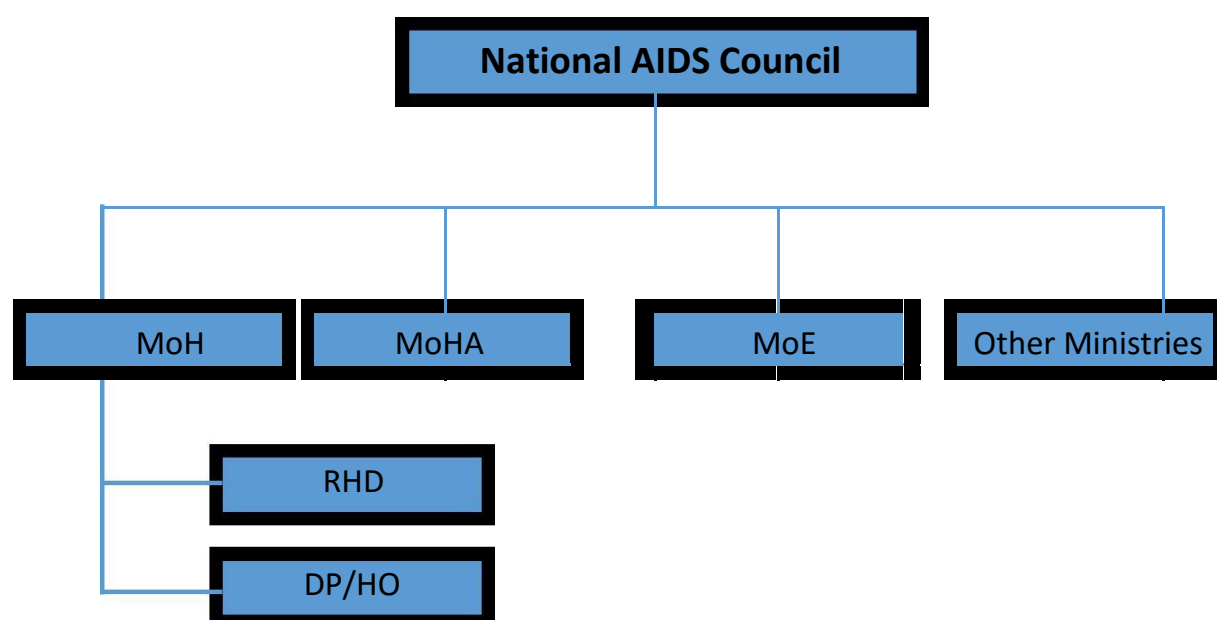 National AIDS Council
MoH
MoHA
MoE
Other Ministries
RHD
DP/HO